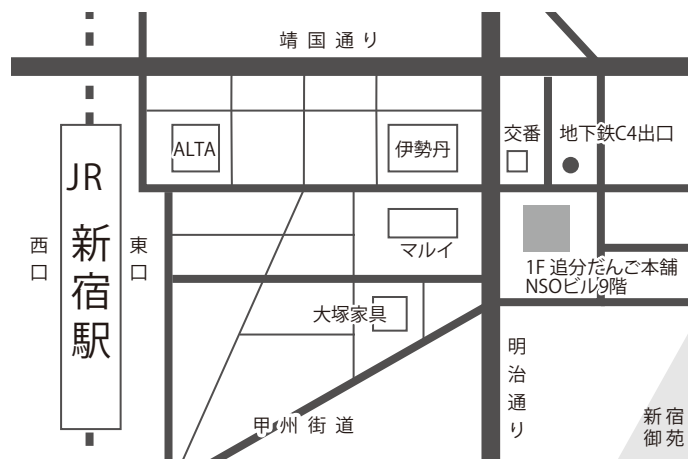 靖国通り
ALTA
伊勢丹
交番
地下鉄C4出口
JR
新宿駅
西口
東口
マルイ
1F 追分だんご本舗
NSOビル9階
大塚家具
明治通り
甲州街道
新宿
御苑